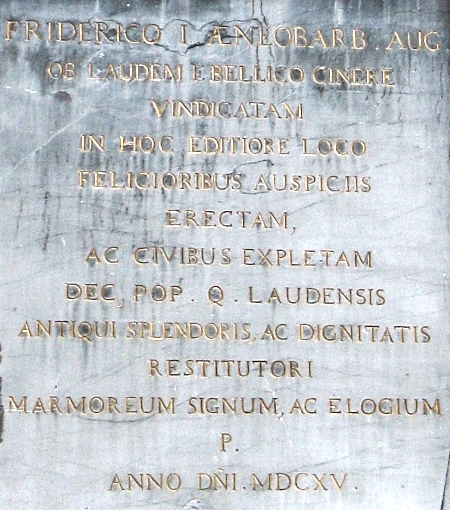 FRIDERICO I ÆNEOBARB. AUG
OB LAUDEM E BELLICO CINERE
VINDICATAM
IN HOC EDITIORE LOCO
FELICIORIBUS AUSPICIIS
ERECTAM,
AC CIVIBUS EXPLETAM
DEC, POP. Q. LAUDENSIS
ANTIQUI SPLENDORIS, AC DIGNITATIS
RESTITUTORI
MARMOREUM SIGNUM, AC ELOGIUM
P.
ANNO DÑI. MDCXV.